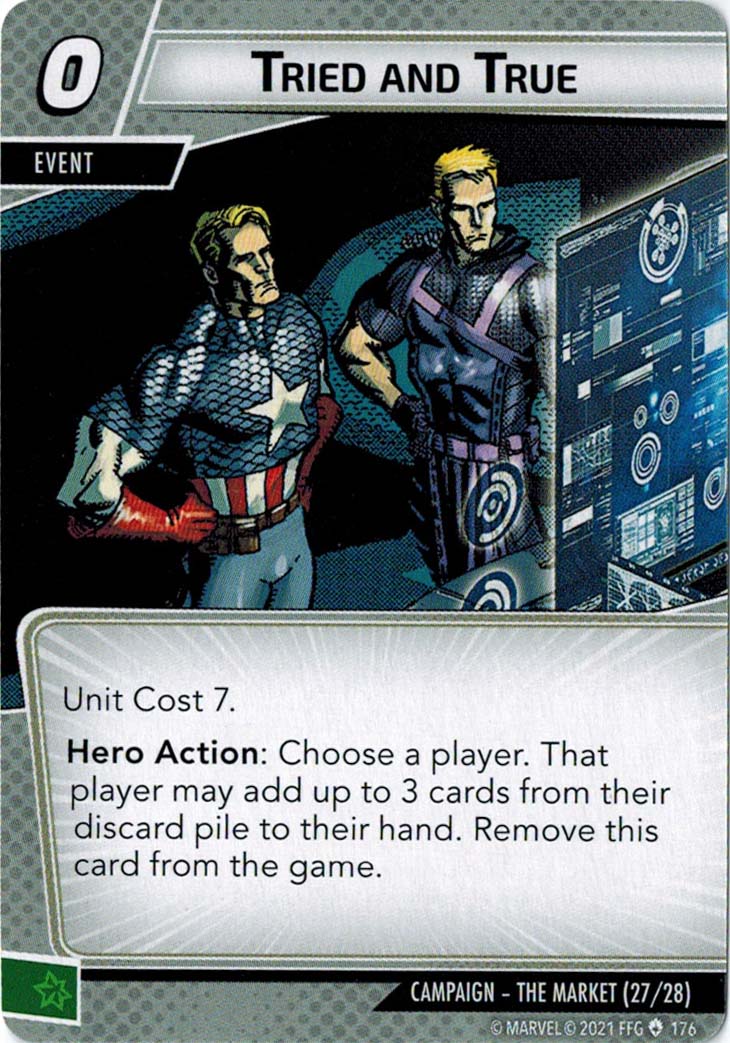 0
TRIED AND TRUE
EVENT
Unit Cost 7.
Hero Action: Choose a player. That
player may add up to 3 cards from their
discard pile to their hand. Remove this
card from the game.
CAMPAIGN – THE MARKET (27/28)
© MARVEL © 2021 FFG 176